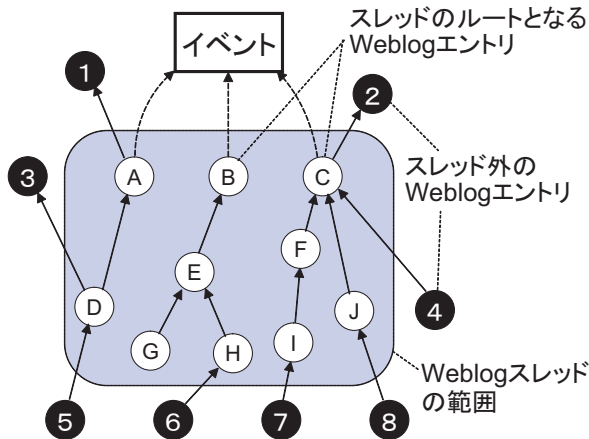 イベント
スレッドのルートとなる
Weblogエントリ
1
2
3
A
B
C
スレッド外の
Weblogエントリ
F
E
D
4
J
G
H
I
Weblogスレッド
の範囲
5
6
7
8